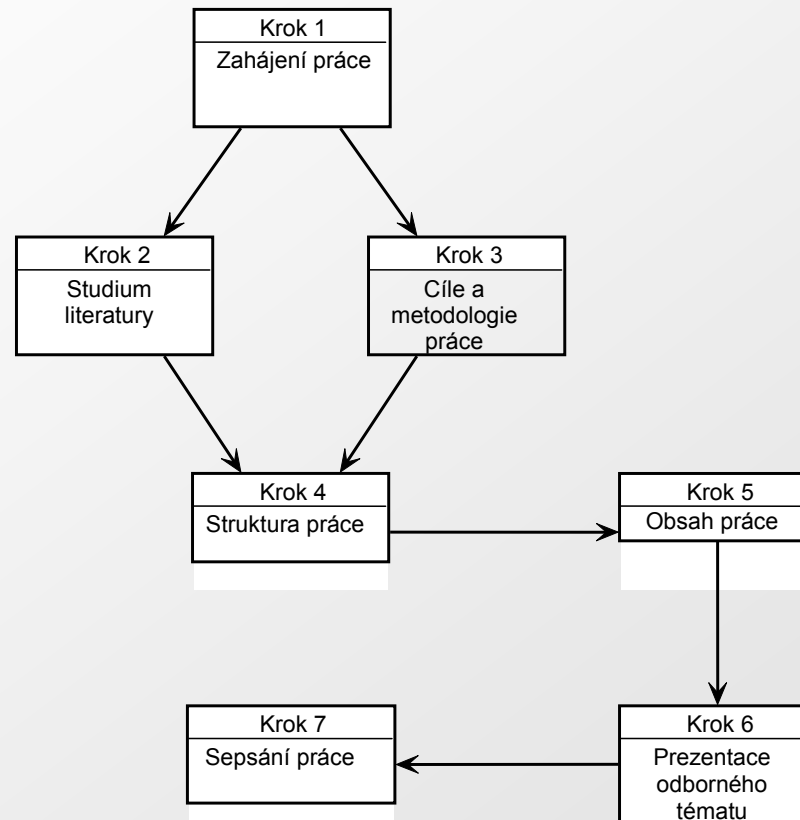 Krok 1
Zahájení práce
Krok 2
Studium
literatury
Krok 3
Cíle a
metodologie
práce
Krok 4
Struktura práce
Krok 5
Obsah práce
Krok 6
Prezentace
odborného
tématu
Krok 7
Sepsání práce